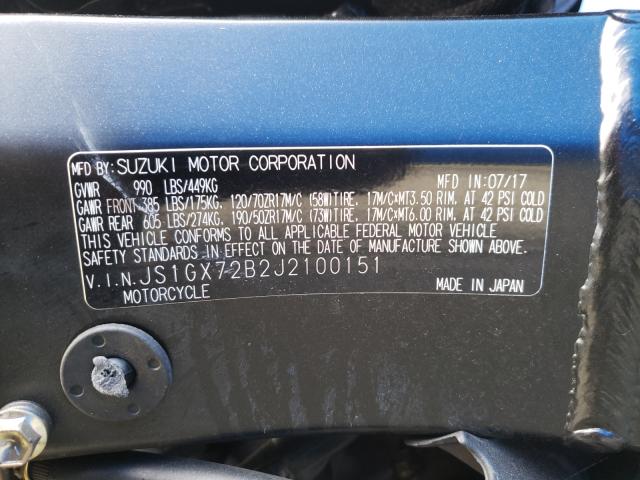 MFD BY: SUZUKI MOTOR CORPORATION MFD IN: 07/17
GVWR 990 LBS/449KG
GAWR FRONT 385 LBS/175KG. 120/70ZR17M/C (58W)TIRE. 17M/C×MT3.50 RIM. AT 42 PSI COLD
GAWR REAR 605 LBS/274KG. 190/50ZR17M/C (73W)TIRE. 17M/C×MT6.00 RIM. AT 42 PSI COLD
THIS VEHICLE CONFORMS TO ALL APPLICABLE FEDERAL MOTOR VEHICLE
SAFETY STANDARDS IN EFFECT ON THE DATE OF MANUFACTURE SHOWN ABOVE.
V.I.N. JS1GX72B2J2100151
MOTORCYCLE MADE IN JAPAN